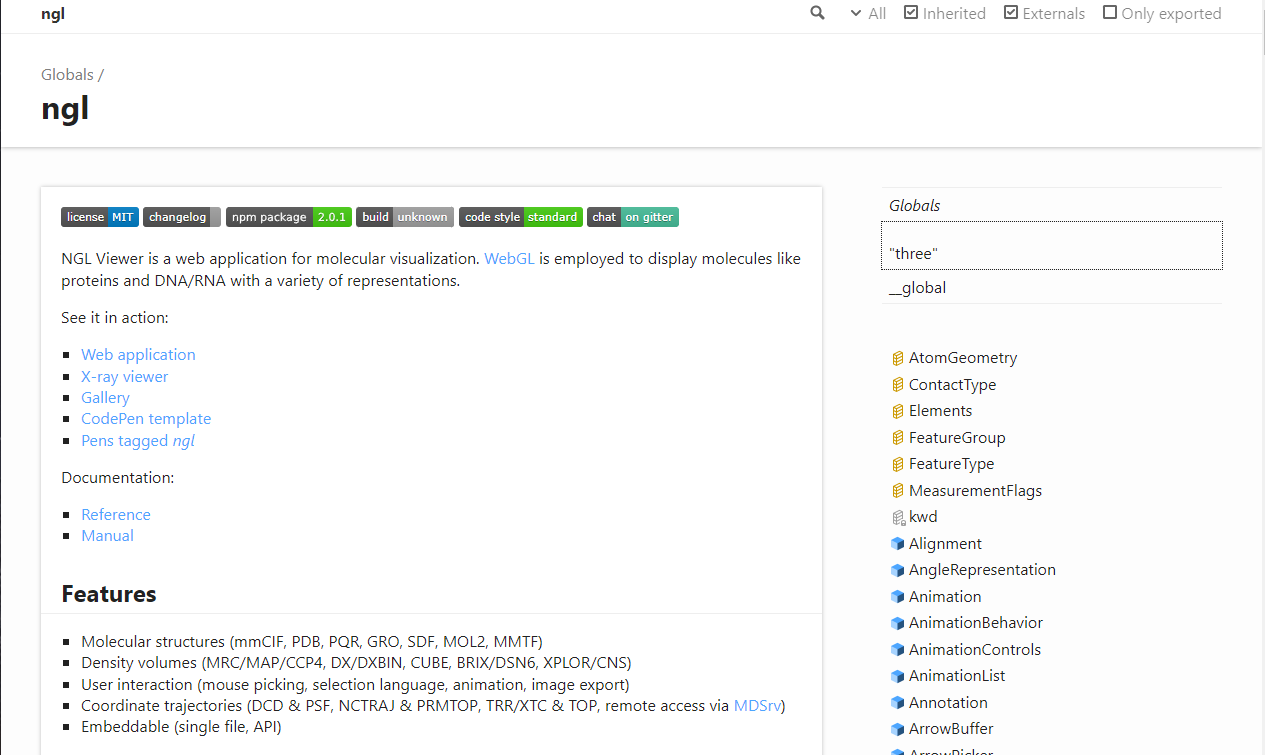 ngl
All Inherited Externals Only exported
Globals /
ngl
license MIT changelog npm package 2.0.1 build unknown code style standard chat on gitter
NGL Viewer is a web application for molecular visualization. WebGL is employed to display molecules like
proteins and DNA/RNA with a variety of representations.
See it in action:
Web application
X-ray viewer
Gallery
CodePen template
Pens tagged ngl
Documentation:
Reference
Manual
Features
Molecular structures (mmCIF, PDB, PQR, GRO, SDF, MOL2, MMTF)
Density volumes (MRC/MAP/CCP4, DX/DXBIN, CUBE, BRIX/DSN6, XPLOR/CNS)
User interaction (mouse picking, selection language, animation, image export)
Coordinate trajectories (DCD & PSF, NCTRAJ & PRMTOP, TRR/XTC & TOP, remote access via MDSrv)
Embeddable (single file, API)
Globals
"three"
__global
AtomGeometry
ContactType
Elements
FeatureGroup
FeatureType
MeasurementFlags
kwd
Alignment
AngleRepresentation
Animation
AnimationBehavior
AnimationControls
AnimationList
Annotation
ArrowBuffer
ArrowPicker